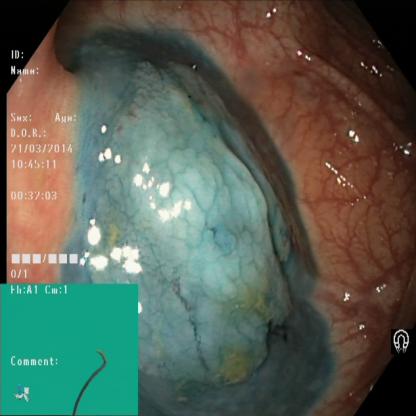 ID:
Name:
Sex: Age:
D.O.B.:
21/03/2014
10:45:11
00:32:03
0/1
Eh:A1 Cm:1
Comment: